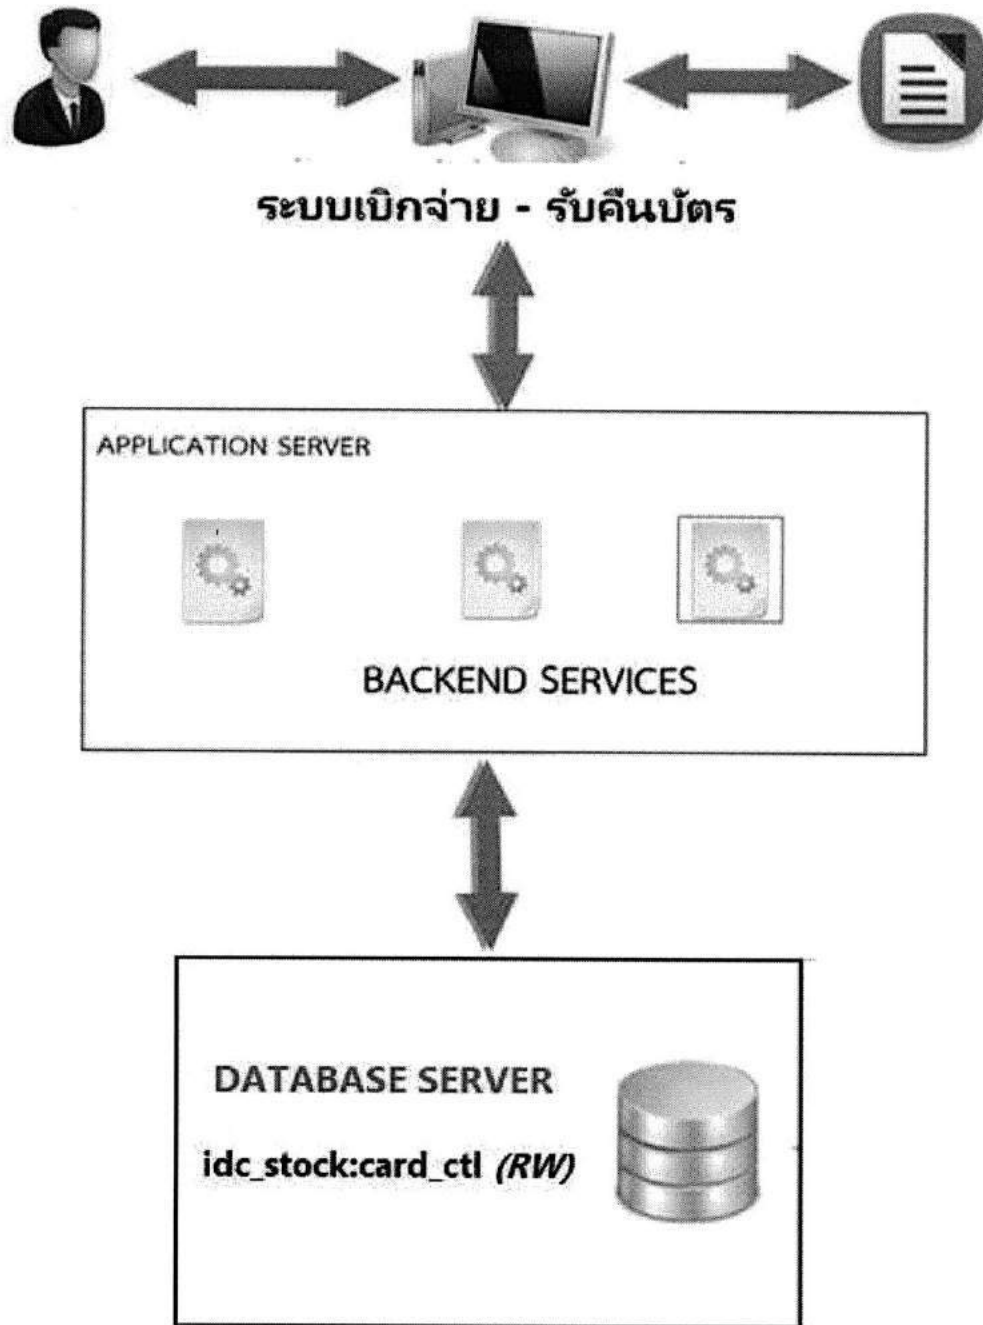 ระบบเบิกจ่าย - รับคืนบัตร
APPLICATION SERVER
BACKEND SERVICES
DATABASE SERVER
idc_stock:card_ctl (RW)